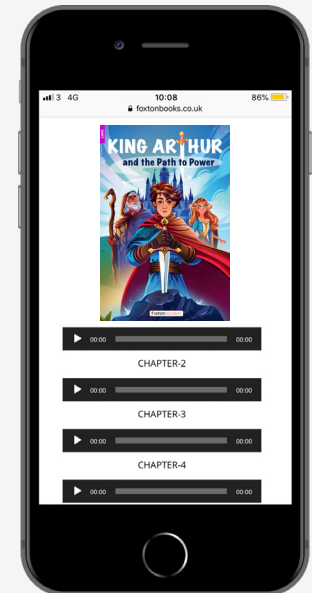 3 4G 10:08 86%
foxtonbooks.co.uk
KING ARTHUR
and the Path to Power
foxton readers
00:00 00:00
CHAPTER-2
00:00 00:00
CHAPTER-3
00:00 00:00
CHAPTER-4
00:00 00:00